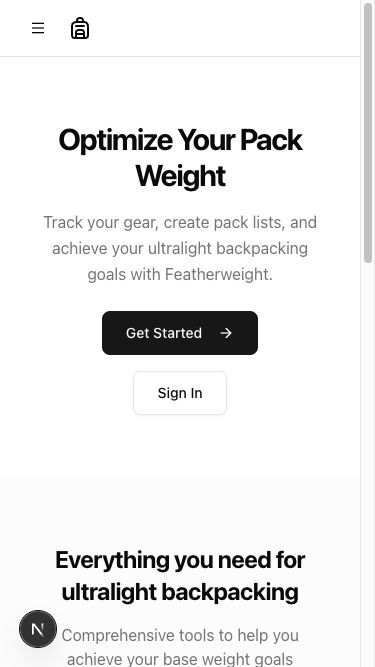 Optimize Your Pack
Weight
Track your gear, create pack lists, and
achieve your ultralight backpacking
goals with Featherweight.
Get Started
Sign In
Everything you need for
ultralight backpacking
Comprehensive tools to help you
achieve your base weight goals
N